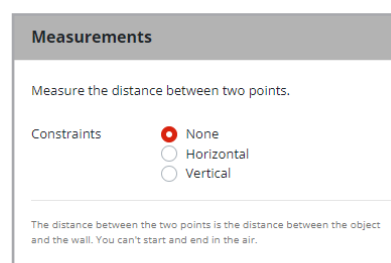 Measurements
Measure the distance between two points.
Constraints None
Horizontal
Vertical
The distance between the two points is the distance between the object
and the wall. You can't start and end in the air.